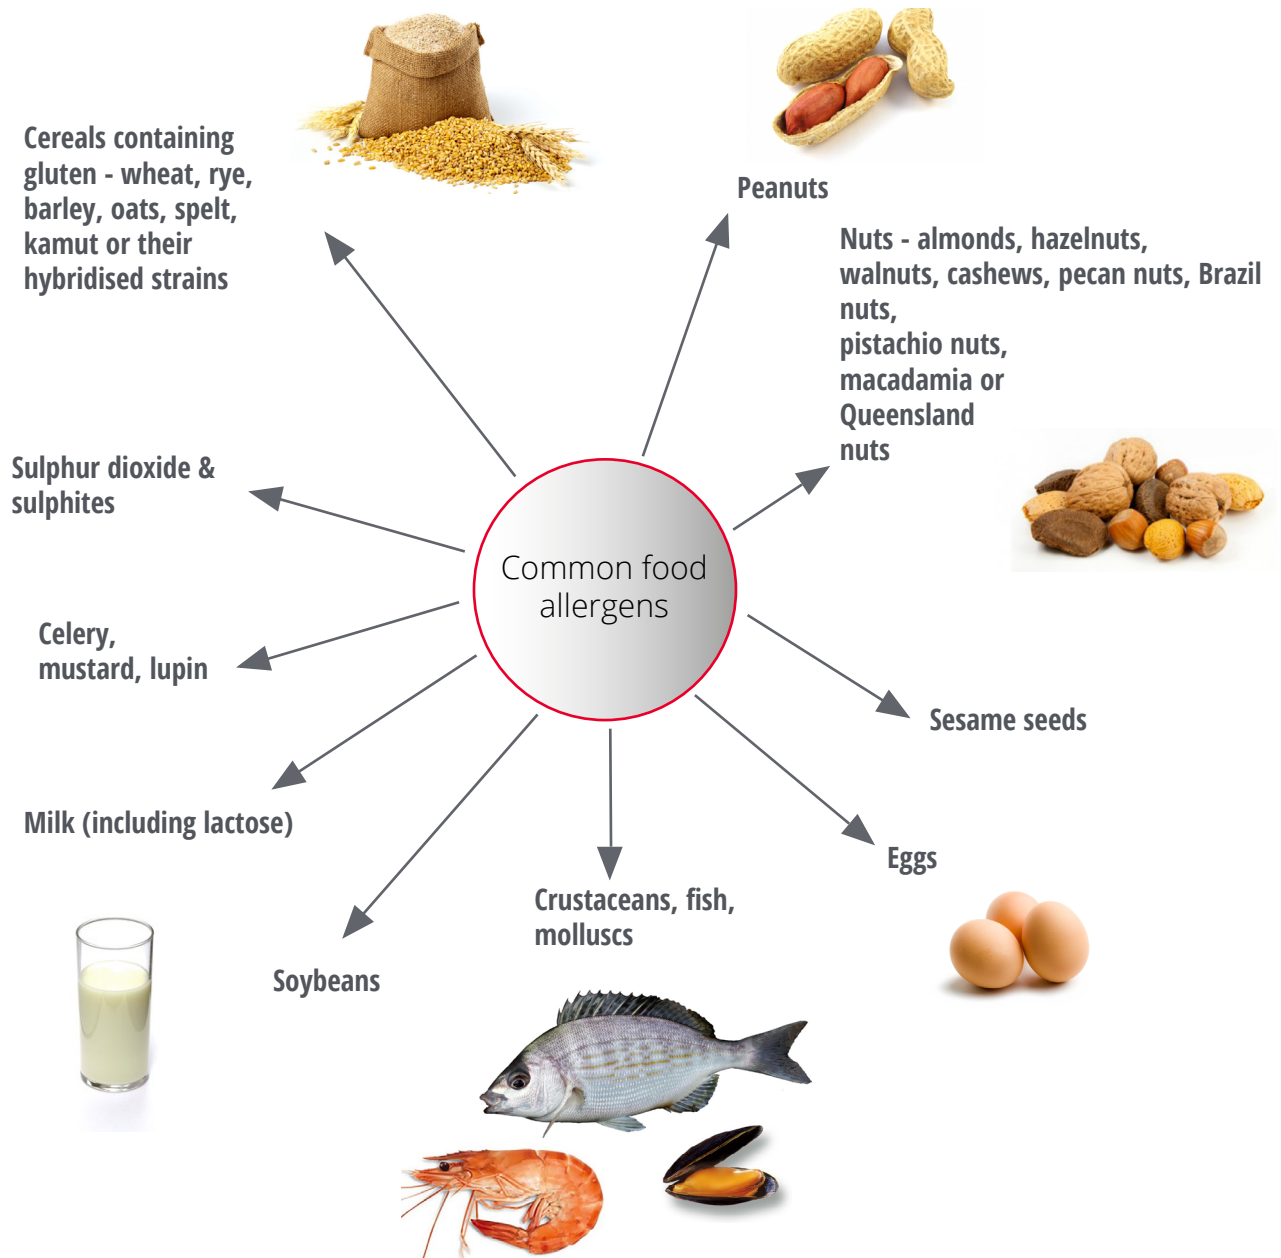 Cereals containing
gluten - wheat, rye,
barley, oats, spelt,
kamut or their
hybridised strains
Peanuts
Nuts - almonds, hazelnuts,
walnuts, cashews, pecan nuts, Brazil
nuts,
pistachio nuts,
macadamia or
Queensland
nuts
Sulphur dioxide &
sulphites
Common food
allergens
Celery,
mustard, lupin
Sesame seeds
Milk (including lactose)
Eggs
Crustaceans, fish,
molluscs
Soybeans